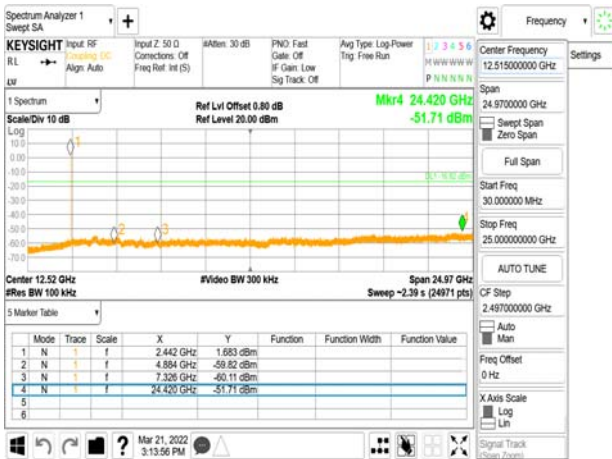 Spectrum Analyzer 1
Swept SA
+
KEYSIGHT
RL
Input: RF
Coupling: DC
Align: Auto
Input Z: 50 Ω
Corrections: Off
Freq Ref: Int (S)
#Atten: 30 dB
PNO: Fast
Gate: Off
IF Gain: Low
Sig Track: Off
Avg Type: Log-Power
Trig: Free Run
1 2 3 4 5 6
M W W W W W
P N N N N N
1 Spectrum
Scale/Div 10 dB
Ref Lvl Offset 0.80 dB
Ref Level 20.00 dBm
Mkr4 24.420 GHz
-51.71 dBm
Log
10.0
0.00
-10.0
-20.0
-30.0
-40.0
-50.0
-60.0
-70.0
1
2
3
Center 12.52 GHz
#Res BW 100 kHz
#Video BW 300 kHz
Span 24.97 GHz
Sweep ~2.39 s (24971 pts)
5 Marker Table
Mode Trace Scale X Y Function Function Width Function Value
1 N 1 f 2.442 GHz 1.683 dBm
2 N 1 f 4.884 GHz -59.82 dBm
3 N 1 f 7.326 GHz -60.11 dBm
4 N 1 f 24.420 GHz -51.71 dBm
5
6
?
Mar 21, 2022
3:13:56 PM
Frequency
Settings
Center Frequency
12.515000000 GHz
Span
24.9700000 GHz
Swept Span
Zero Span
Full Span
Start Freq
30.000000 MHz
Stop Freq
25.000000000 GHz
AUTO TUNE
CF Step
2.497000000 GHz
Auto
Man
Freq Offset
0 Hz
X Axis Scale
Log
Lin
Signal Track
(Span Zoom)